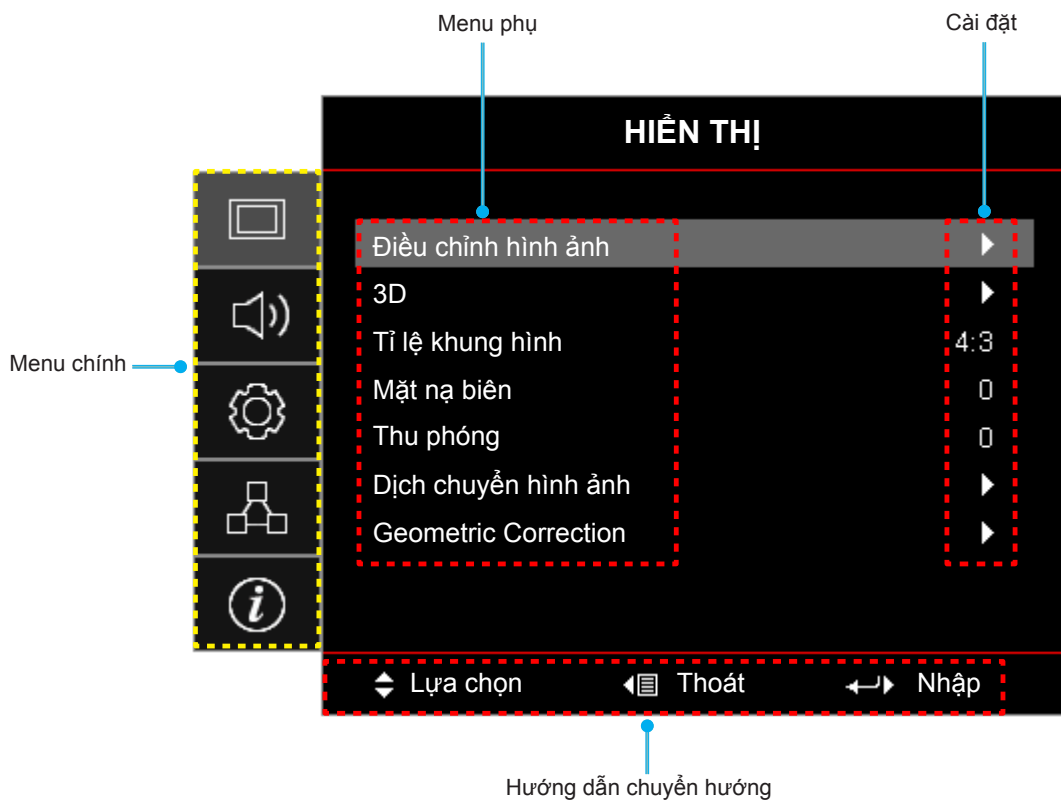 Menu phụ
Cài đặt
HIỂN THỊ
Điều chỉnh hình ảnh
3D
Tỉ lệ khung hình 4:3
Menu chính
Mặt nạ biên 0
Thu phóng 0
Dịch chuyển hình ảnh
Geometric Correction
i
Lựa chọn Thoát Nhập
Hướng dẫn chuyển hướng